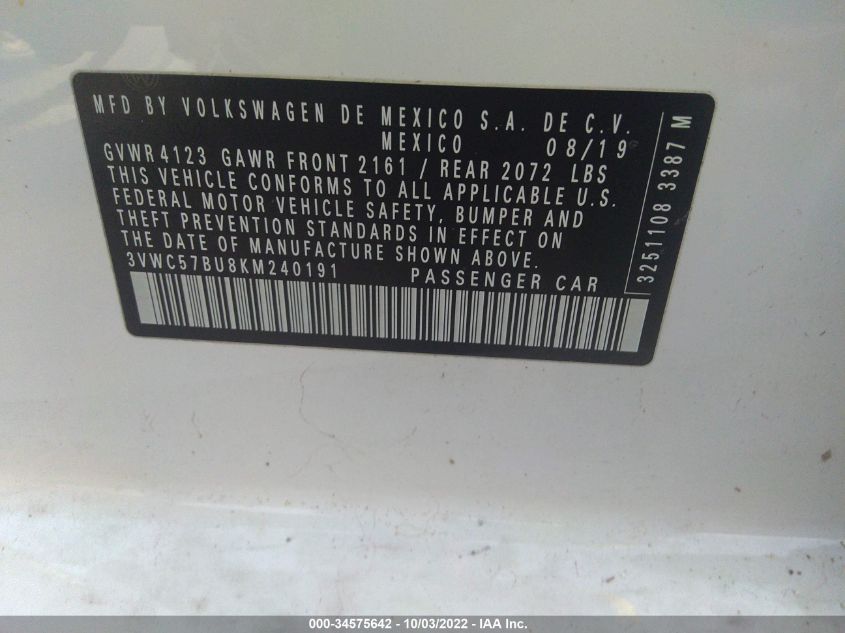 MFD BY VOLKSWAGEN DE MEXICO S.A. DE C.V.
MEXICO 08/19
GVWR 4123 GAWR FRONT 2161 / REAR 2072 LBS
THIS VEHICLE CONFORMS TO ALL APPLICABLE U.S.
FEDERAL MOTOR VEHICLE SAFETY, BUMPER AND
THEFT PREVENTION STANDARDS IN EFFECT ON
THE DATE OF MANUFACTURE SHOWN ABOVE.
3VWC57BU8KM240191 PASSENGER CAR
3251108 3387 M
000-34575642 - 10/03/2022 - IAA Inc.